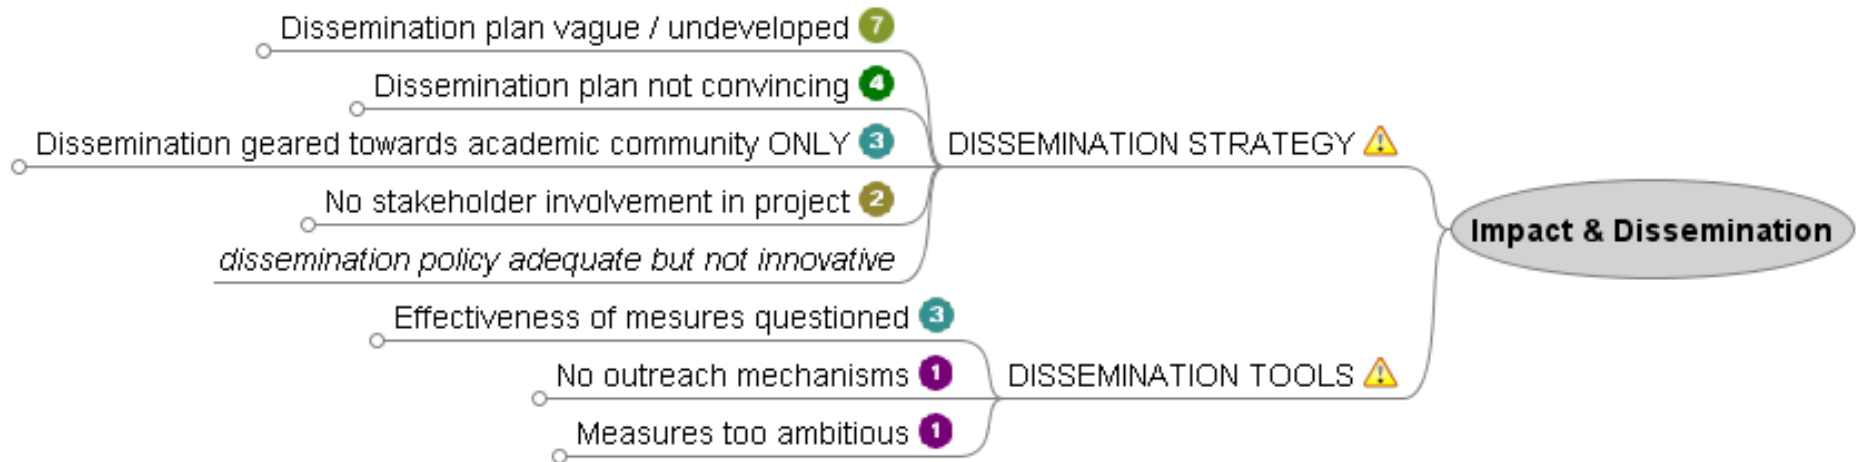 Dissemination plan vague / undeveloped 7
Dissemination plan not convincing 4
Dissemination geared towards academic community ONLY 3
DISSEMINATION STRATEGY
No stakeholder involvement in project 2
Impact & Dissemination
dissemination policy adequate but not innovative
Effectiveness of mesures questioned 3
No outreach mechanisms 1
DISSEMINATION TOOLS
Measures too ambitious 1